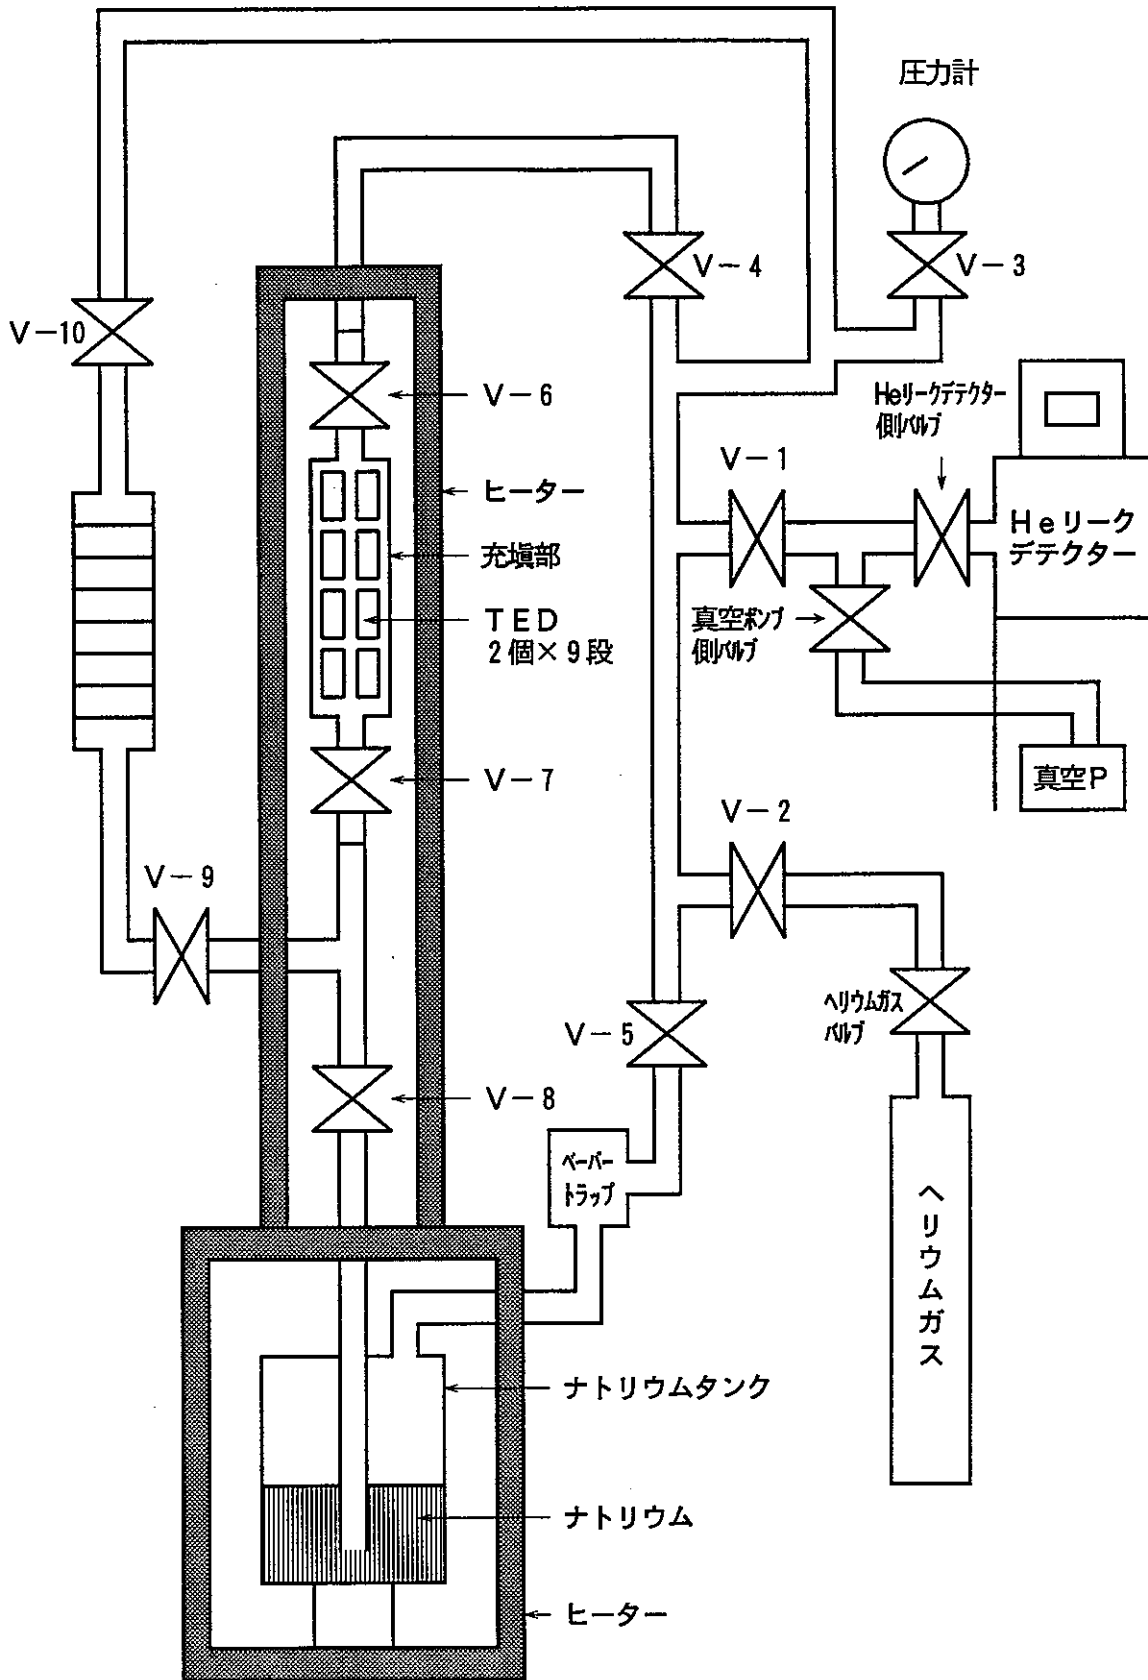 圧力計
V-4
V-3
V-10
V-6
Heリークデテクター
側バルブ
V-1
ヒーター
Heリーク
デテクター
充塡部
TED
2個×9段
真空ポンプ
側バルブ
V-7
真空P
V-2
V-9
ヘリウムガス
バルブ
V-5
V-8
ベーパー
トラップ
ヘリウムガス
ナトリウムタンク
ナトリウム
ヒーター